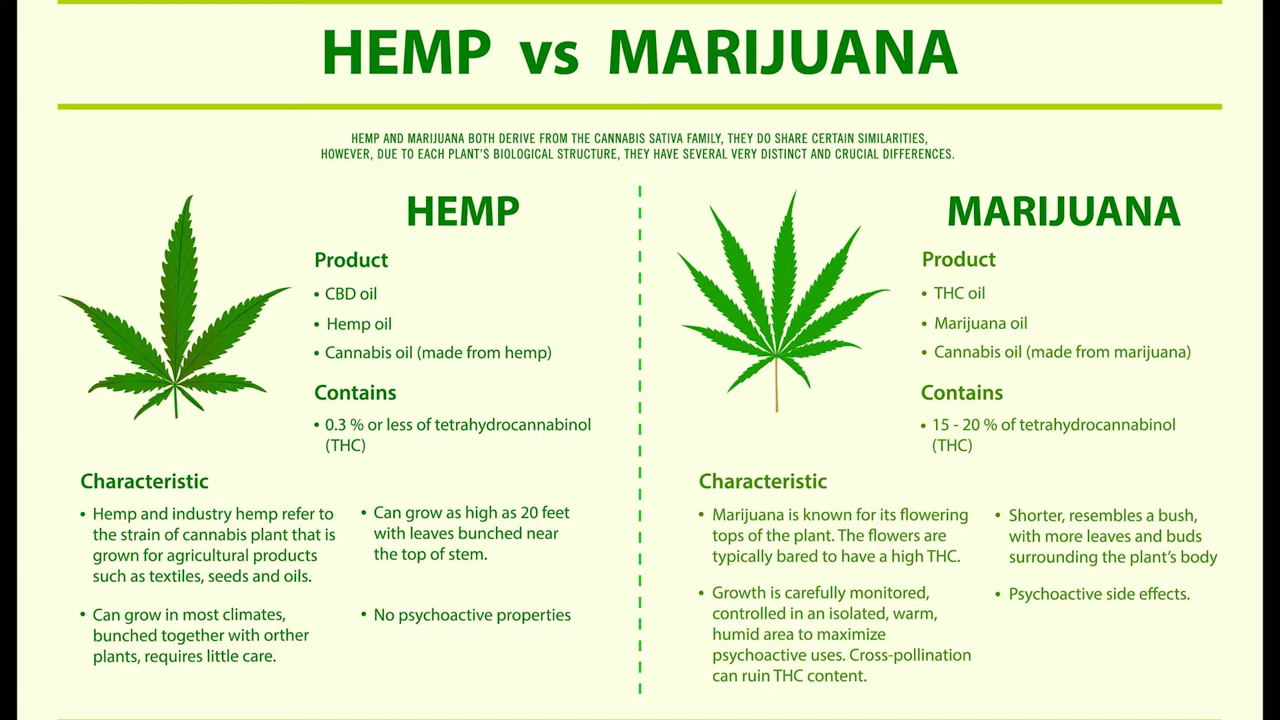 HEMP vs MARIJUANA
HEMP AND MARIJUANA BOTH DERIVE FROM THE CANNABIS SATIVA FAMILY, THEY DO SHARE CERTAIN SIMILARITIES,
HOWEVER, DUE TO EACH PLANT'S BIOLOGICAL STRUCTURE, THEY HAVE SEVERAL VERY DISTINCT AND CRUCIAL DIFFERENCES.
HEMP
Product
• CBD oil
• Hemp oil
• Cannabis oil (made from hemp)
Contains
• 0.3 % or less of tetrahydrocannabinol
(THC)
Characteristic
• Hemp and industry hemp refer to
the strain of cannabis plant that is
grown for agricultural products
such as textiles, seeds and oils.
• Can grow in most climates,
bunched together with orther
plants, requires little care.
• Can grow as high as 20 feet
with leaves bunched near
the top of stem.
• No psychoactive properties
MARIJUANA
Product
• THC oil
• Marijuana oil
• Cannabis oil (made from marijuana)
Contains
• 15 - 20 % of tetrahydrocannabinol
(THC)
Characteristic
• Marijuana is known for its flowering
tops of the plant. The flowers are
typically bared to have a high THC.
• Growth is carefully monitored,
controlled in an isolated, warm,
humid area to maximize
psychoactive uses. Cross-pollination
can ruin THC content.
• Shorter, resembles a bush,
with more leaves and buds
surrounding the plant's body
• Psychoactive side effects.